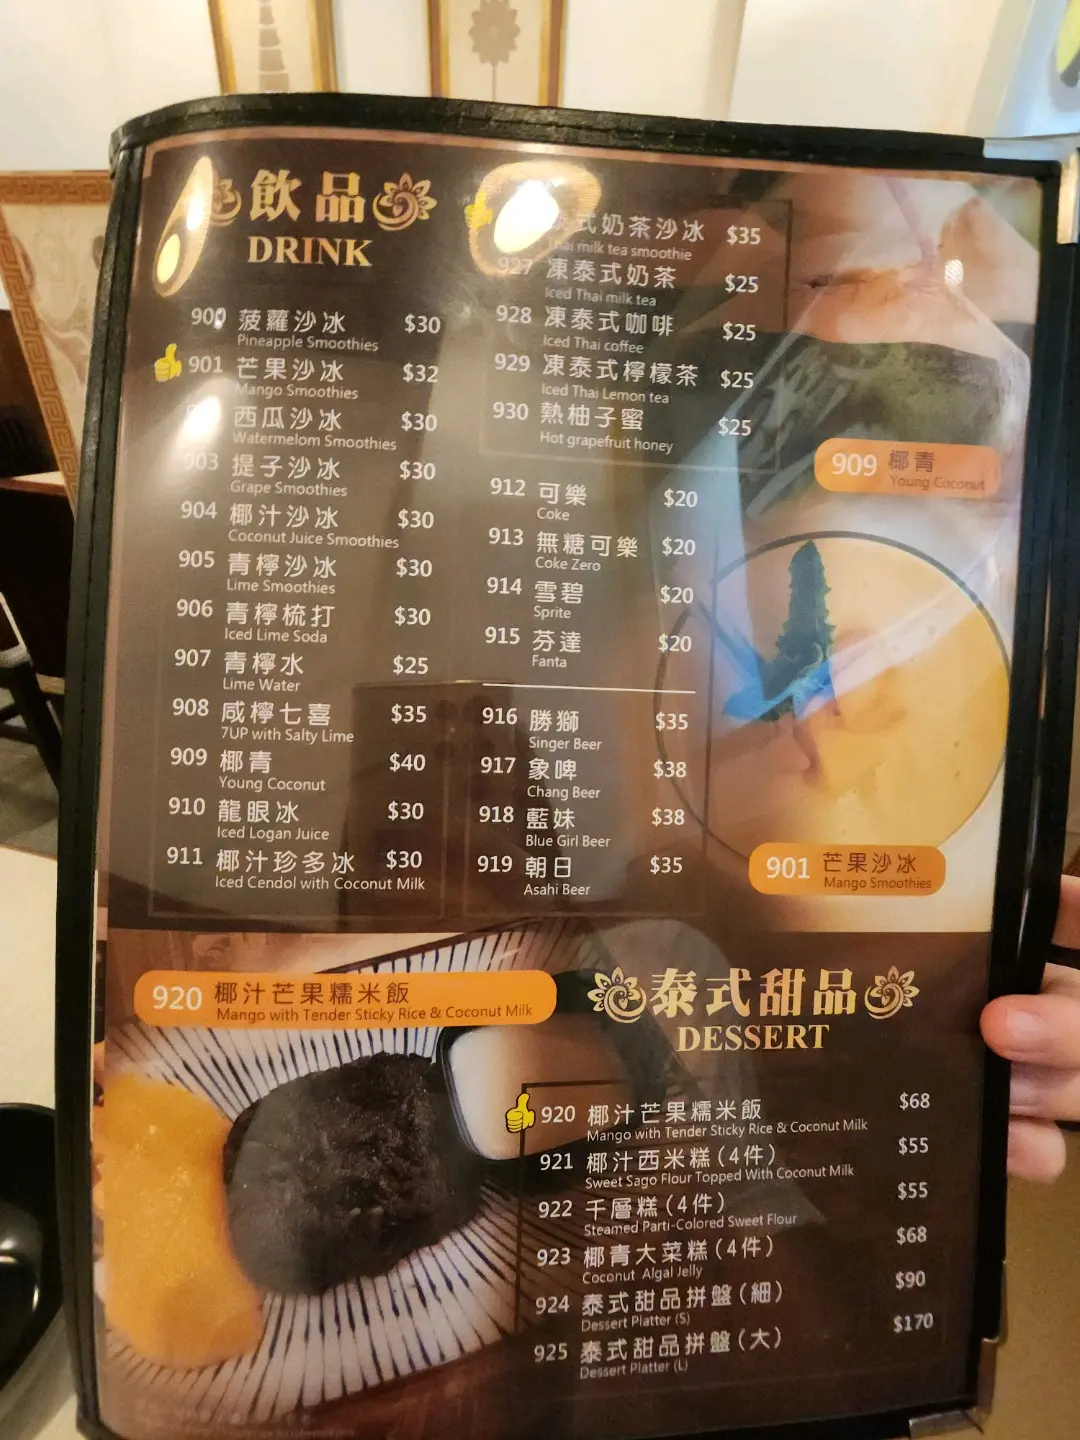 飲品
DRINK
900 菠蘿沙冰 $30
Pineapple Smoothies
901 芒果沙冰 $32
Mango Smoothies
西瓜沙冰 $30
Watermelom Smoothies
903 提子沙冰 $30
Grape Smoothies
904 椰汁沙冰 $30
Coconut Juice Smoothies
905 青檸沙冰 $30
Lime Smoothies
906 青檸梳打 $30
Iced Lime Soda
907 青檸水 $25
Lime Water
908 咸檸七喜 $35
7UP with Salty Lime
909 椰青 $40
Young Coconut
910 龍眼冰 $30
Iced Logan Juice
911 椰汁珍多冰 $30
Iced Cendol with Coconut Milk
式奶茶沙冰 $35
Thai milk tea smoothie
927 凍泰式奶茶 $25
Iced Thai milk tea
928 凍泰式咖啡 $25
Iced Thai coffee
929 凍泰式檸檬茶 $25
Iced Thai Lemon tea
930 熱柚子蜜 $25
Hot grapefruit honey
912 可樂 $20
Coke
913 無糖可樂 $20
Coke Zero
914 雪碧 $20
Sprite
915 芬達 $20
Fanta
916 勝獅 $35
Singer Beer
917 象啤 $38
Chang Beer
918 藍妹 $38
Blue Girl Beer
919 朝日 $35
Asahi Beer
909 椰青
Young Coconut
901 芒果沙冰
Mango Smoothies
920 椰汁芒果糯米飯
Mango with Tender Sticky Rice & Coconut Milk
泰式甜品
DESSERT
920 椰汁芒果糯米飯 $68
Mango with Tender Sticky Rice & Coconut Milk
921 椰汁西米糕(4件) $55
Sweet Sago Flour Topped With Coconut Milk
922 千層糕(4件) $55
Steamed Parti-Colored Sweet Flour
923 椰青大菜糕(4件) $68
Coconut Algal Jelly
924 泰式甜品拼盤(細) $90
Dessert Platter (S)
925 泰式甜品拼盤(大) $170
Dessert Platter (L)